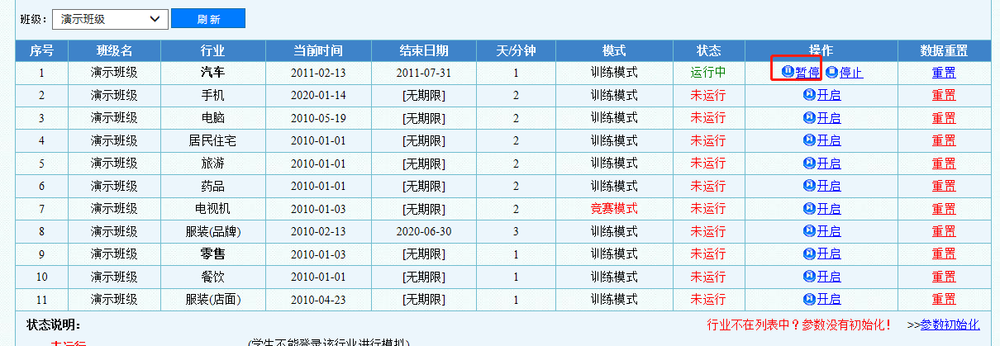 班级： 演示班级 刷 新
序号 班级名 行业 当前时间 结束日期 天/分钟 模式 状态 操作 数据重置
1 演示班级 汽车 2011-02-13 2011-07-31 1 训练模式 运行中 暂停 停止 重置
2 演示班级 手机 2020-01-14 [无期限] 2 训练模式 未运行 开启 重置
3 演示班级 电脑 2010-05-19 [无期限] 2 训练模式 未运行 开启 重置
4 演示班级 居民住宅 2010-01-01 [无期限] 2 训练模式 未运行 开启 重置
5 演示班级 旅游 2010-01-01 [无期限] 2 训练模式 未运行 开启 重置
6 演示班级 药品 2010-01-01 [无期限] 2 训练模式 未运行 开启 重置
7 演示班级 电视机 2010-01-03 [无期限] 2 竞赛模式 未运行 开启 重置
8 演示班级 服装(品牌) 2010-02-13 2020-06-30 3 训练模式 未运行 开启 重置
9 演示班级 零售 2010-01-03 [无期限] 1 训练模式 未运行 开启 重置
10 演示班级 餐饮 2010-01-01 [无期限] 1 训练模式 未运行 开启 重置
11 演示班级 服装(店面) 2010-04-23 [无期限] 1 训练模式 未运行 开启 重置
状态说明： 行业不在列表中？参数没有初始化！ >>参数初始化
未运行 (学生不能登录该行业进行模拟)